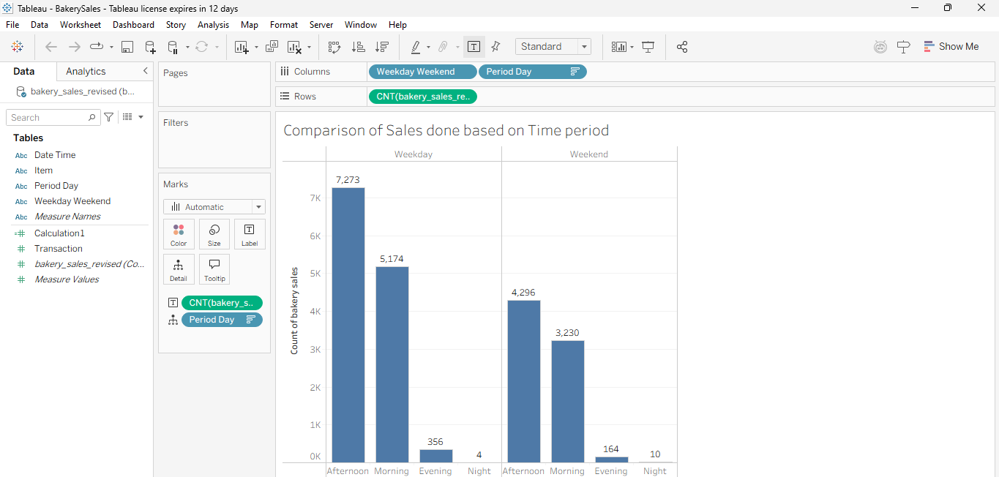 Tableau - BakerySales - Tableau license expires in 12 days
File Data Worksheet Dashboard Story Analysis Map Format Server Window Help
Standard
Show Me
Data Analytics
bakery_sales_revised (b...
Search
Tables
Abc Date Time
Abc Item
Abc Period Day
Abc Weekday Weekend
Abc Measure Names
=# Calculation1
# Transaction
# bakery_sales_revised (Co...
# Measure Values
Pages
Filters
Marks
Automatic
Color Size Label
Detail Tooltip
CNT(bakery_s..
Period Day
Columns Weekday Weekend Period Day
Rows CNT(bakery_sales_re..
Comparison of Sales done based on Time period
Weekday Weekend
Count of bakery sales
7K
6K
5K
4K
3K
2K
1K
0K
7,273
5,174
356
4
4,296
3,230
164
10
Afternoon Morning Evening Night Afternoon Morning Evening Night